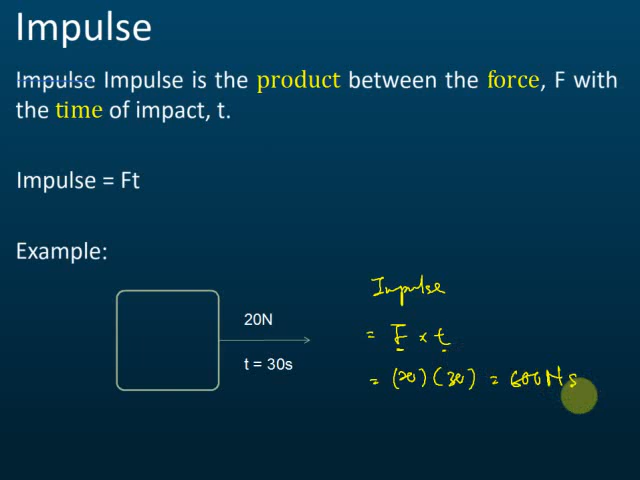 Impulse
Impulse Impulse is the product between the force, F with
the time of impact, t.
Impulse = Ft
Example:
20N
t = 30s
Impulse
= F × t
= (20) (30) = 600 N s